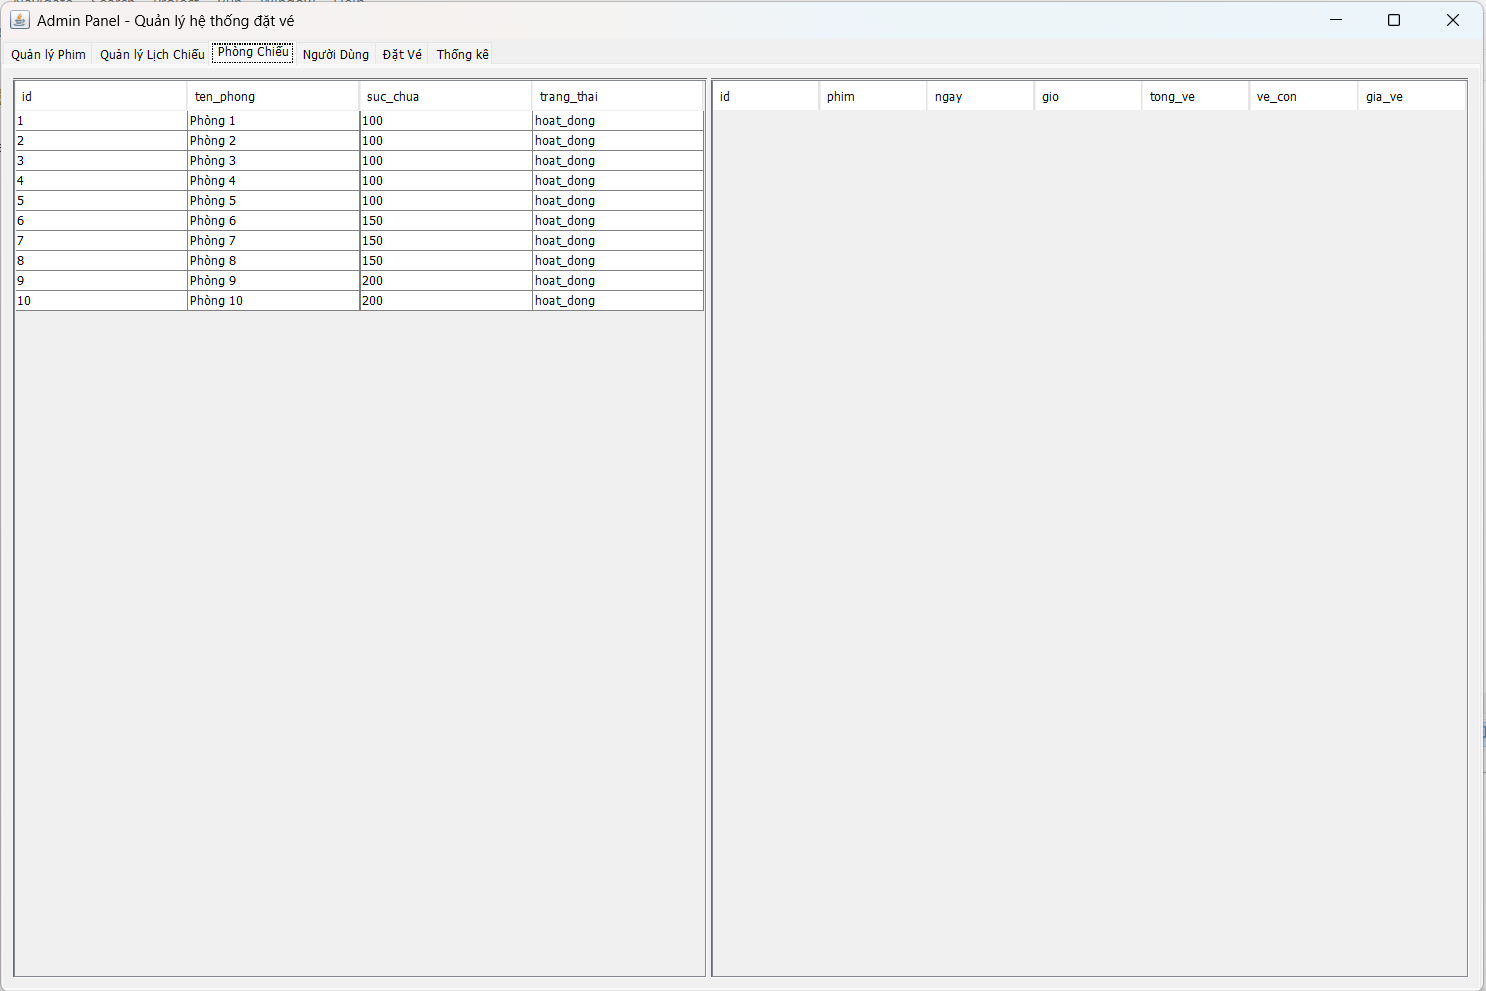 Admin Panel - Quản lý hệ thống đặt vé
Quản lý Phim Quản lý Lịch Chiếu Phòng Chiếu Người Dùng Đặt Vé Thống kê
id ten_phong suc_chua trang_thai id phim ngay gio tong_ve ve_con gia_ve
1 Phòng 1 100 hoat_dong
2 Phòng 2 100 hoat_dong
3 Phòng 3 100 hoat_dong
4 Phòng 4 100 hoat_dong
5 Phòng 5 100 hoat_dong
6 Phòng 6 150 hoat_dong
7 Phòng 7 150 hoat_dong
8 Phòng 8 150 hoat_dong
9 Phòng 9 200 hoat_dong
10 Phòng 10 200 hoat_dong